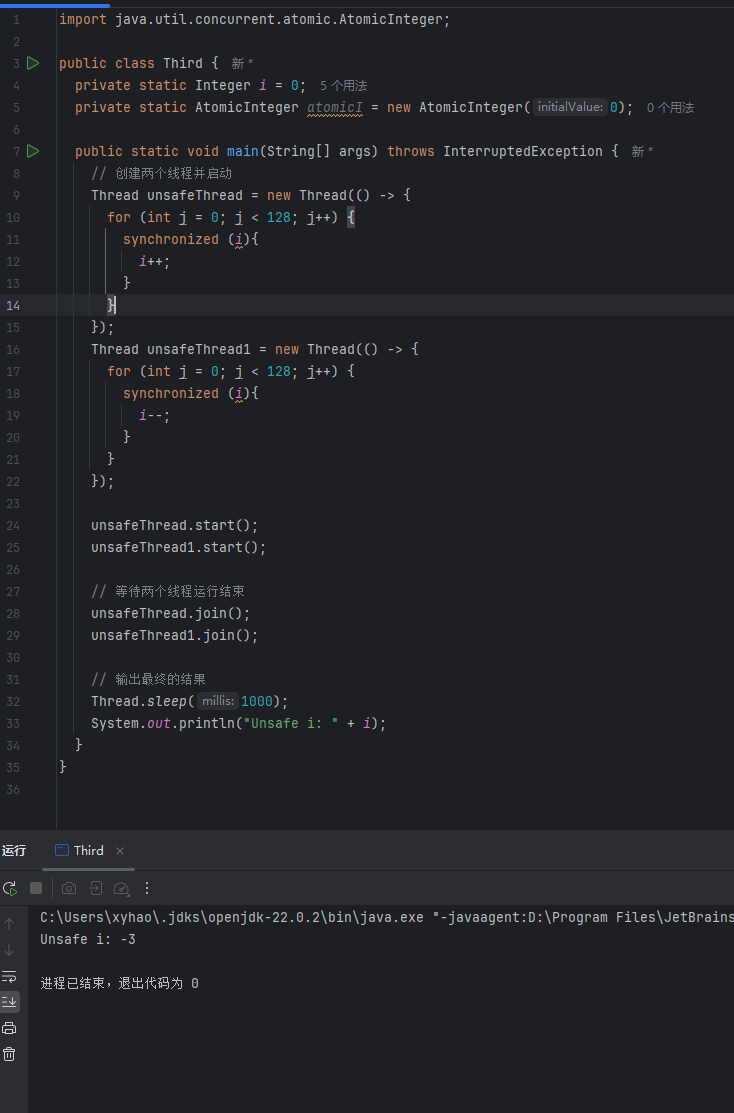 1 import java.util.concurrent.atomic.AtomicInteger;
2
3 public class Third { 新 *
4 private static Integer i = 0; 5 个用法
5 private static AtomicInteger atomicI = new AtomicInteger( initialValue: 0); 0 个用法
6
7 public static void main(String[] args) throws InterruptedException { 新 *
8 // 创建两个线程并启动
9 Thread unsafeThread = new Thread(() -> {
10 for (int j = 0; j < 128; j++) {
11 synchronized (i){
12 i++;
13 }
14 }
15 });
16 Thread unsafeThread1 = new Thread(() -> {
17 for (int j = 0; j < 128; j++) {
18 synchronized (i){
19 i--;
20 }
21 }
22 });
23
24 unsafeThread.start();
25 unsafeThread1.start();
26
27 // 等待两个线程运行结束
28 unsafeThread.join();
29 unsafeThread1.join();
30
31 // 输出最终的结果
32 Thread.sleep( millis: 1000);
33 System.out.println("Unsafe i: " + i);
34 }
35 }
36
运行 Third ×
C:\Users\xyhao\.jdks\openjdk-22.0.2\bin\java.exe "-javaagent:D:\Program Files\JetBrains
Unsafe i: -3
进程已结束，退出代码为 0